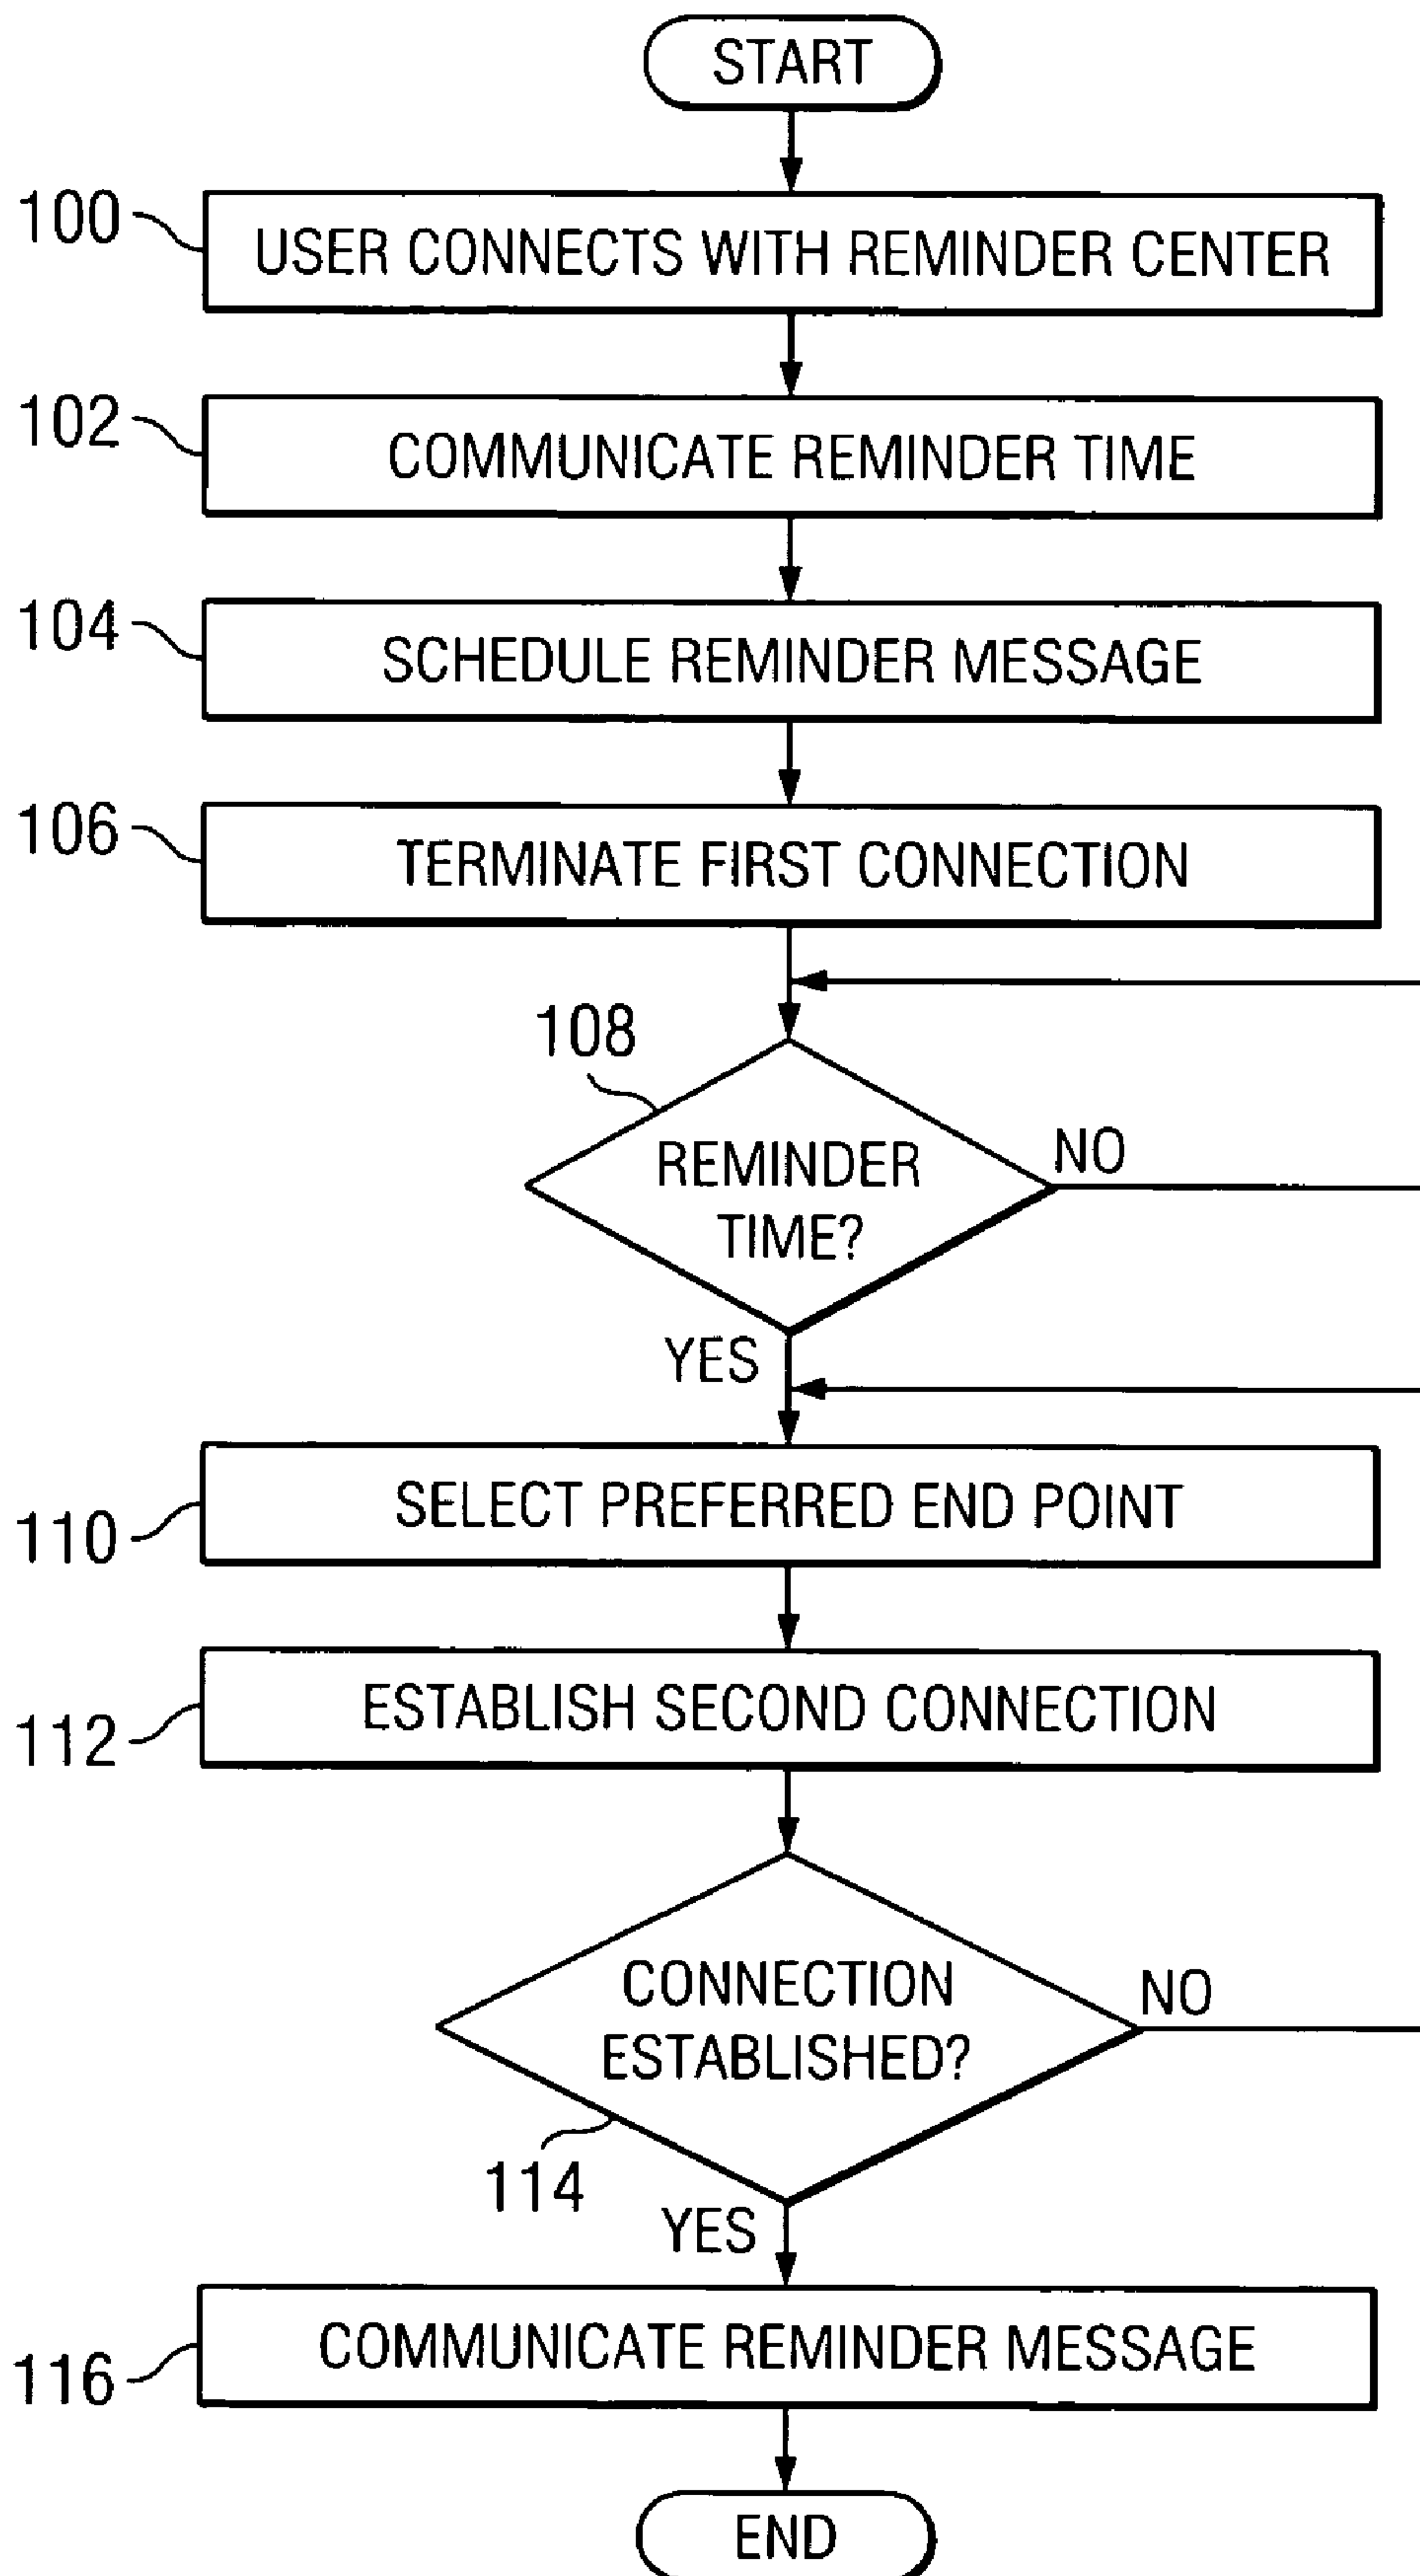 START
100
USER CONNECTS WITH REMINDER CENTER
102
COMMUNICATE REMINDER TIME
104
SCHEDULE REMINDER MESSAGE
106
TERMINATE FIRST CONNECTION
108
REMINDER
TIME?
NO
YES
110
SELECT PREFERRED END POINT
112
ESTABLISH SECOND CONNECTION
CONNECTION
ESTABLISHED?
NO
114
YES
116
COMMUNICATE REMINDER MESSAGE
END